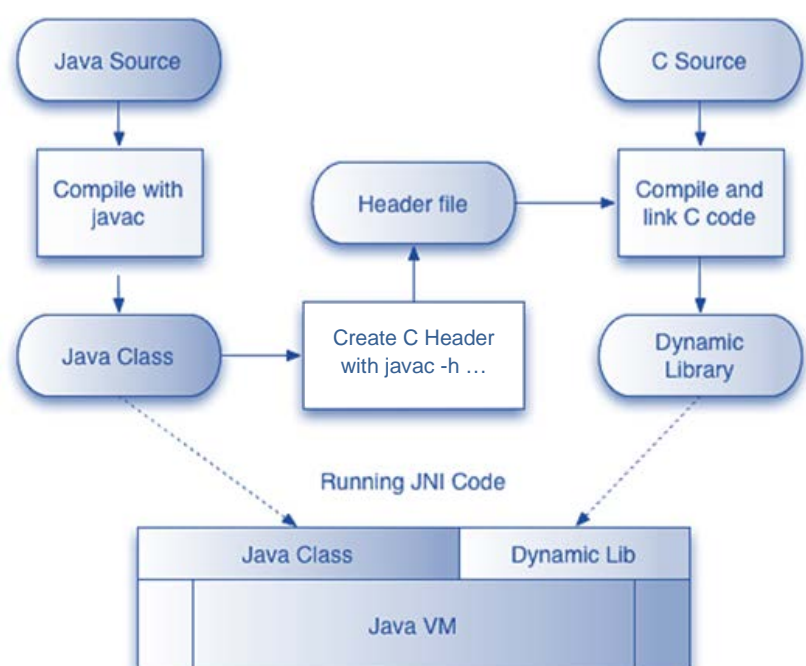 Java Source
C Source
Compile with
javac
Header file
Compile and
link C code
Java Class
Create C Header
with javac -h …
Dynamic
Library
Running JNI Code
Java Class
Dynamic Lib
Java VM